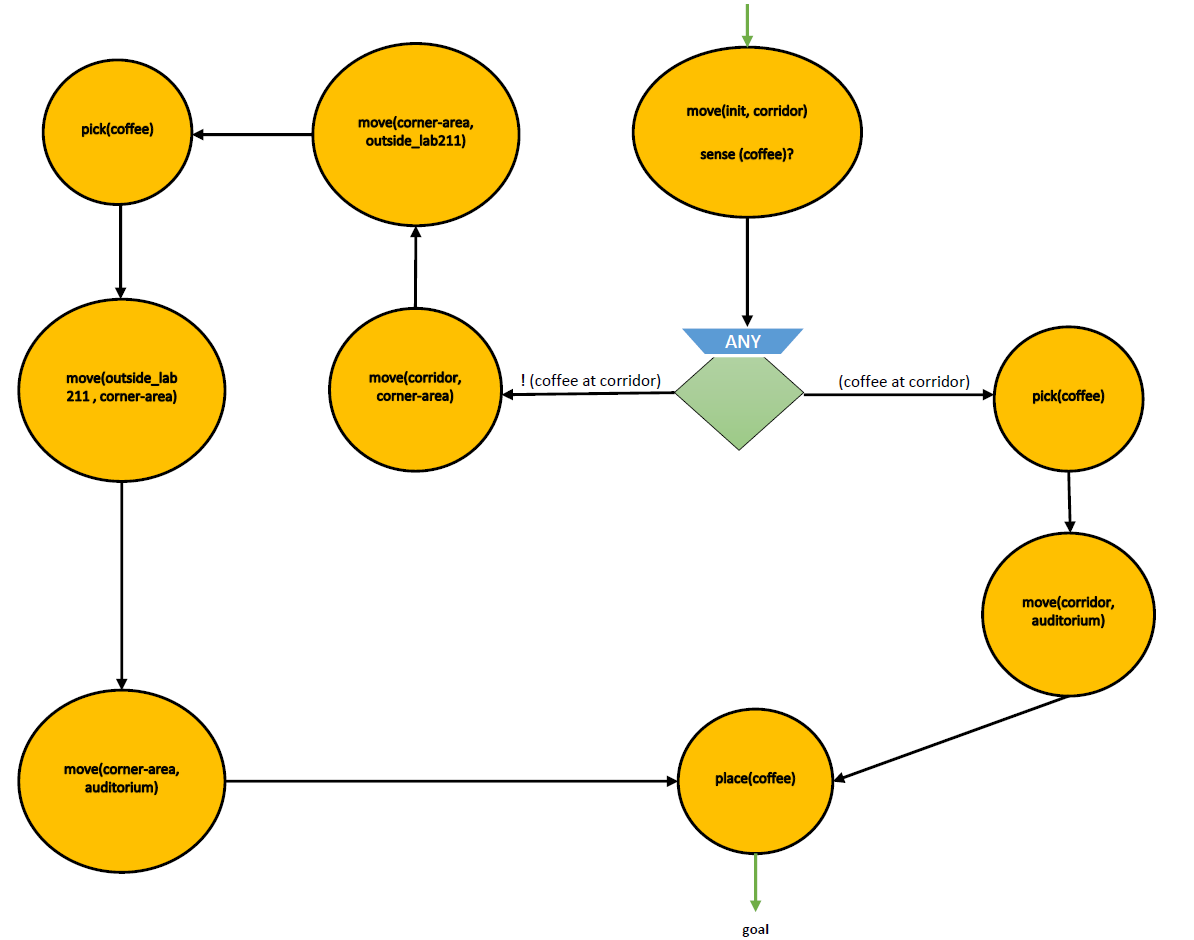 move(init, corridor)
sense (coffee)?
move(corner-area,
outside_lab211)
pick(coffee)
ANY
! (coffee at corridor)
(coffee at corridor)
move(corridor,
corner-area)
pick(coffee)
move(outside_lab
211 , corner-area)
move(corridor,
auditorium)
move(corner-area,
auditorium)
place(coffee)
goal